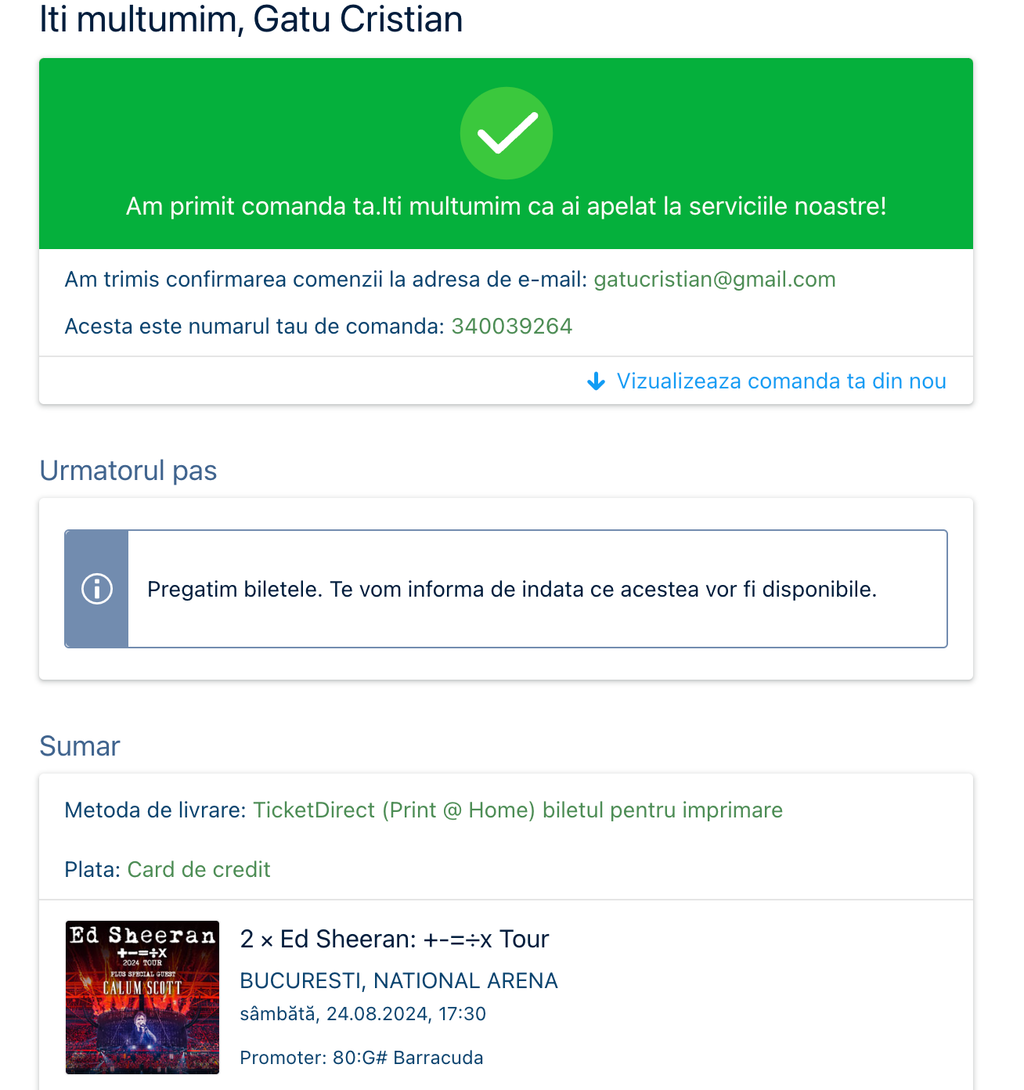 Iti multumim, Gatu Cristian
Am primit comanda ta.Iti multumim ca ai apelat la serviciile noastre!
Am trimis confirmarea comenzii la adresa de e-mail: gatucristian@gmail.com
Acesta este numarul tau de comanda: 340039264
Vizualizeaza comanda ta din nou
Urmatorul pas
Pregatim biletele. Te vom informa de indata ce acestea vor fi disponibile.
Sumar
Metoda de livrare: TicketDirect (Print @ Home) biletul pentru imprimare
Plata: Card de credit
Ed Sheeran
+-=÷x
2024 TOUR
PLUS SPECIAL GUEST
CALUM SCOTT
2 × Ed Sheeran: +-=÷x Tour
BUCURESTI, NATIONAL ARENA
sâmbătă, 24.08.2024, 17:30
Promoter: 80:G# Barracuda